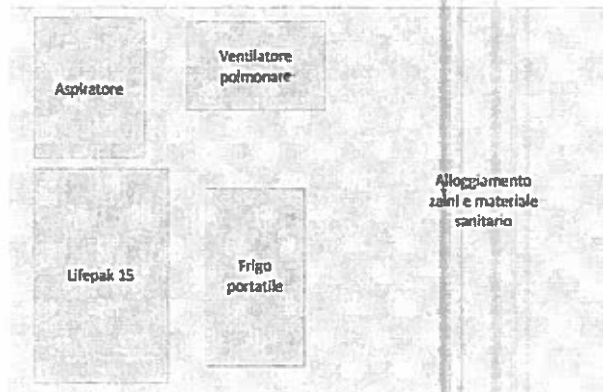 Ventilatore
polmonare
Aspiratore
Alloggiamento
zaini e materiale
sanitario
Lifepak 15
Frigo
portatile